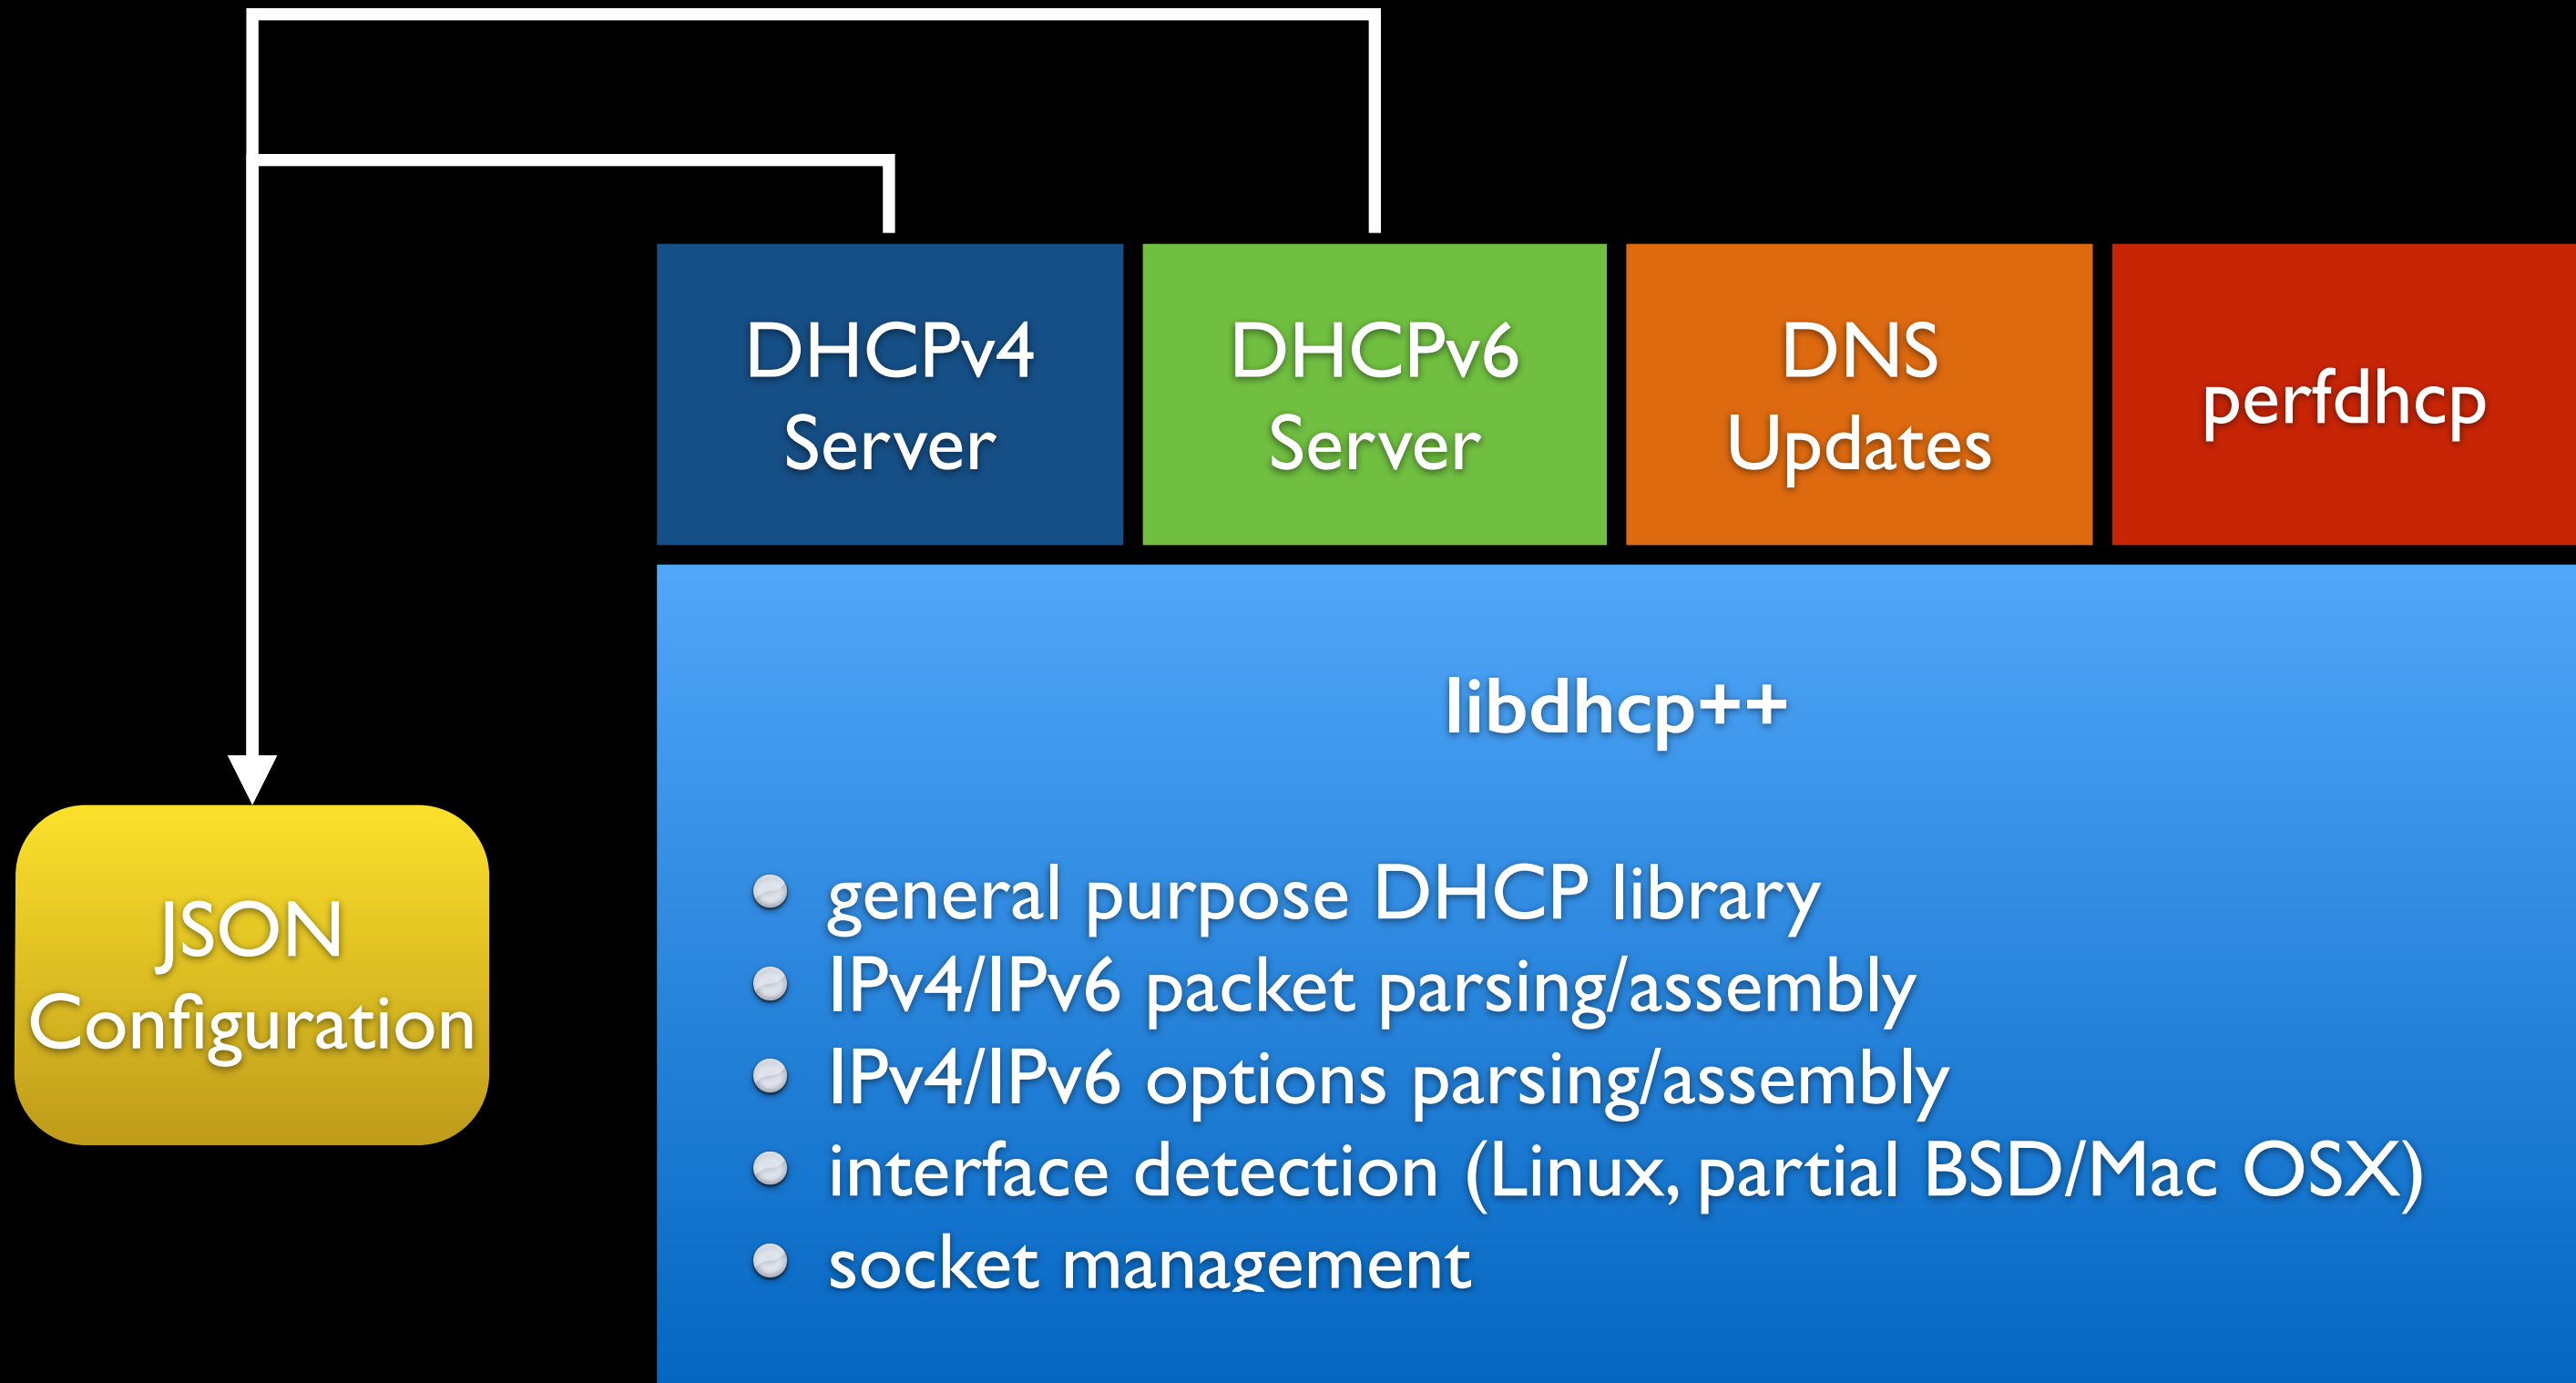 DHCPv4
Server
DHCPv6
Server
DNS
Updates
perfdhcp
libdhcp++
general purpose DHCP library
IPv4/IPv6 packet parsing/assembly
IPv4/IPv6 options parsing/assembly
interface detection (Linux, partial BSD/Mac OSX)
socket management
JSON
Configuration